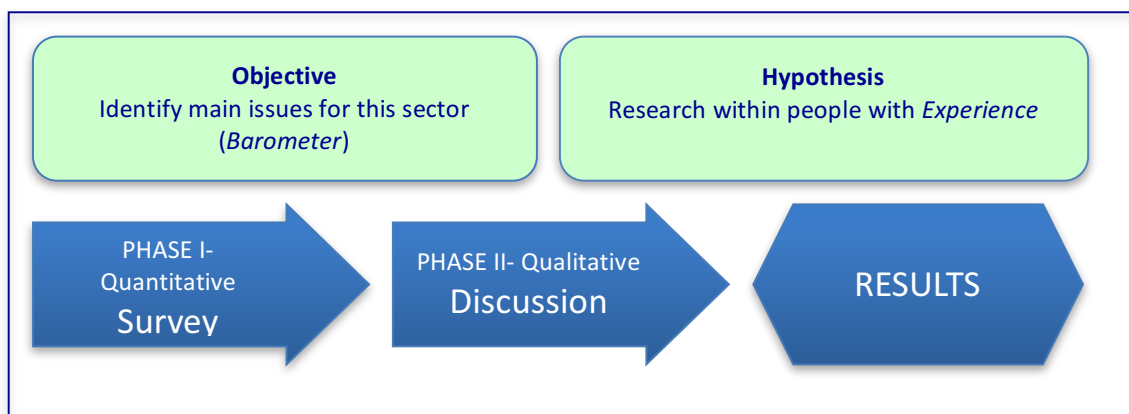 Objective
Identify main issues for this sector
(Barometer)
Hypothesis
Research within people with Experience
PHASE I-
Quantitative
Survey
PHASE II- Qualitative
Discussion
RESULTS